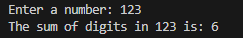 Enter a number: 123
The sum of digits in 123 is: 6